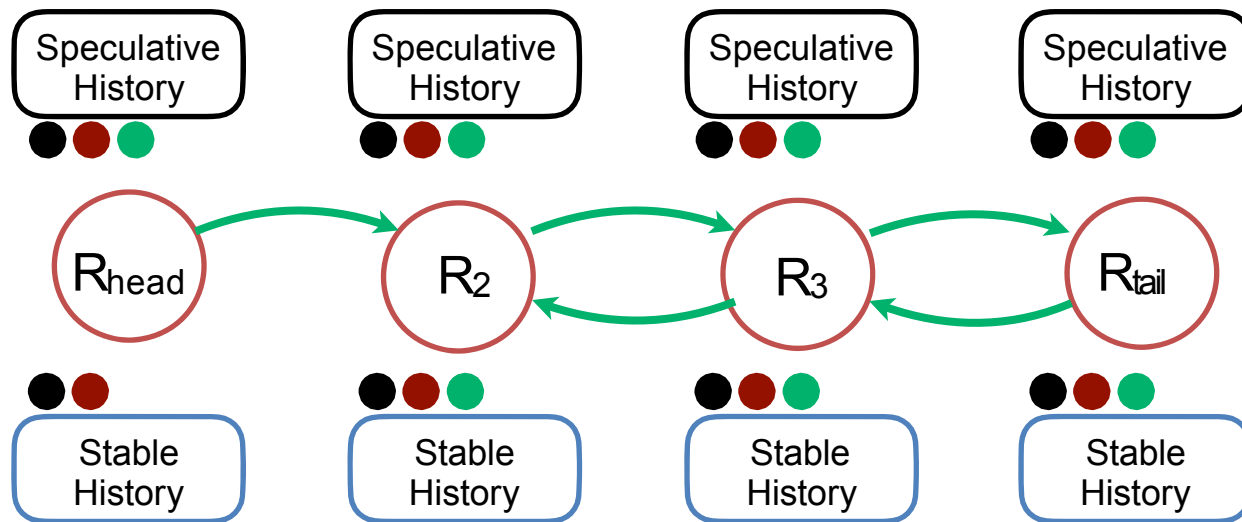 Speculative
History
Speculative
History
Speculative
History
Speculative
History
Rhead
R2
R3
Rtail
Stable
History
Stable
History
Stable
History
Stable
History